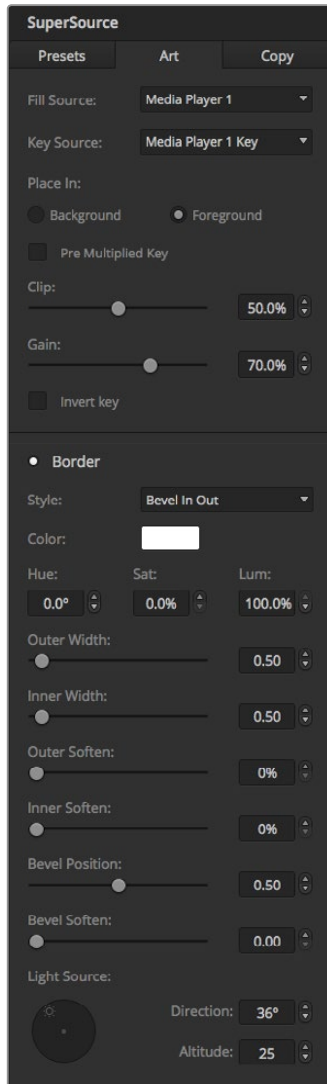 SuperSource
Presets Art Copy
Fill Source: Media Player 1
Key Source: Media Player 1 Key
Place In:
Background Foreground
Pre Multiplied Key
Clip:
50.0%
Gain:
70.0%
Invert key
Border
Style: Bevel In Out
Color:
Hue: Sat: Lum:
0.0° 0.0% 100.0%
Outer Width:
0.50
Inner Width:
0.50
Outer Soften:
0%
Inner Soften:
0%
Bevel Position:
0.50
Bevel Soften:
0.00
Light Source:
Direction: 36°
Altitude: 25